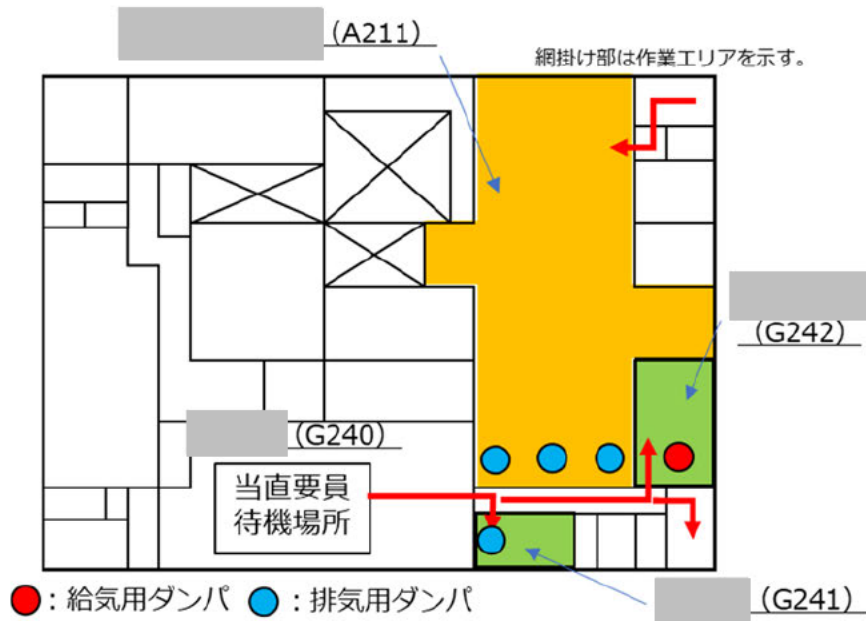 （A211）
網掛け部は作業エリアを示す。
（G242）
（G240）
当直要員
待機場所
●：給気用ダンパ ●：排気用ダンパ
（G241）